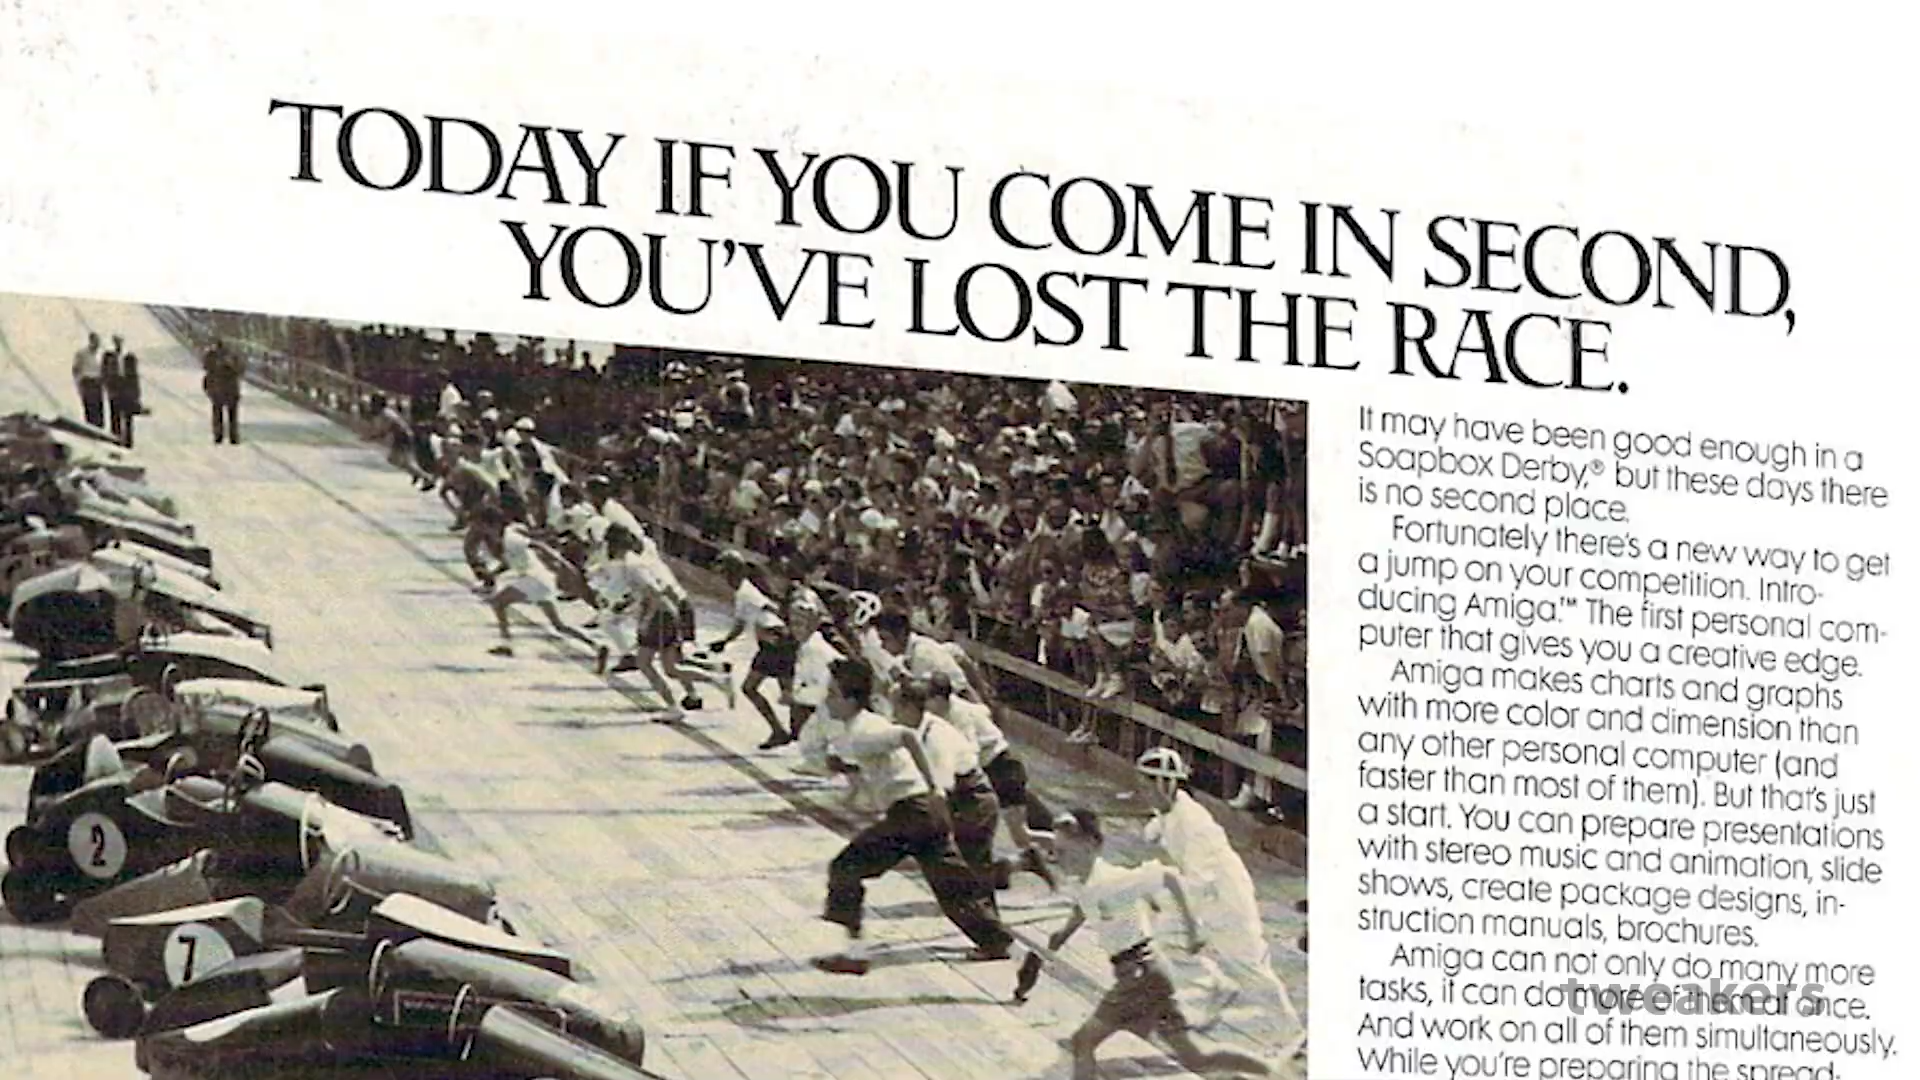 TODAY IF YOU COME IN SECOND,
YOU'VE LOST THE RACE.
It may have been good enough in a
Soapbox Derby,® but these days there
is no second place.
Fortunately there's a new way to get
a jump on your competition. Intro-
ducing Amiga.™ The first personal com-
puter that gives you a creative edge.
Amiga makes charts and graphs
with more color and dimension than
any other personal computer (and
faster than most of them). But that's just
a start. You can prepare presentations
with stereo music and animation, slide
shows, create package designs, in-
struction manuals, brochures.
Amiga can not only do many more
tasks, it can do more of them at once.
And work on all of them simultaneously.
While you're preparing the spread-
2
7
tweakers